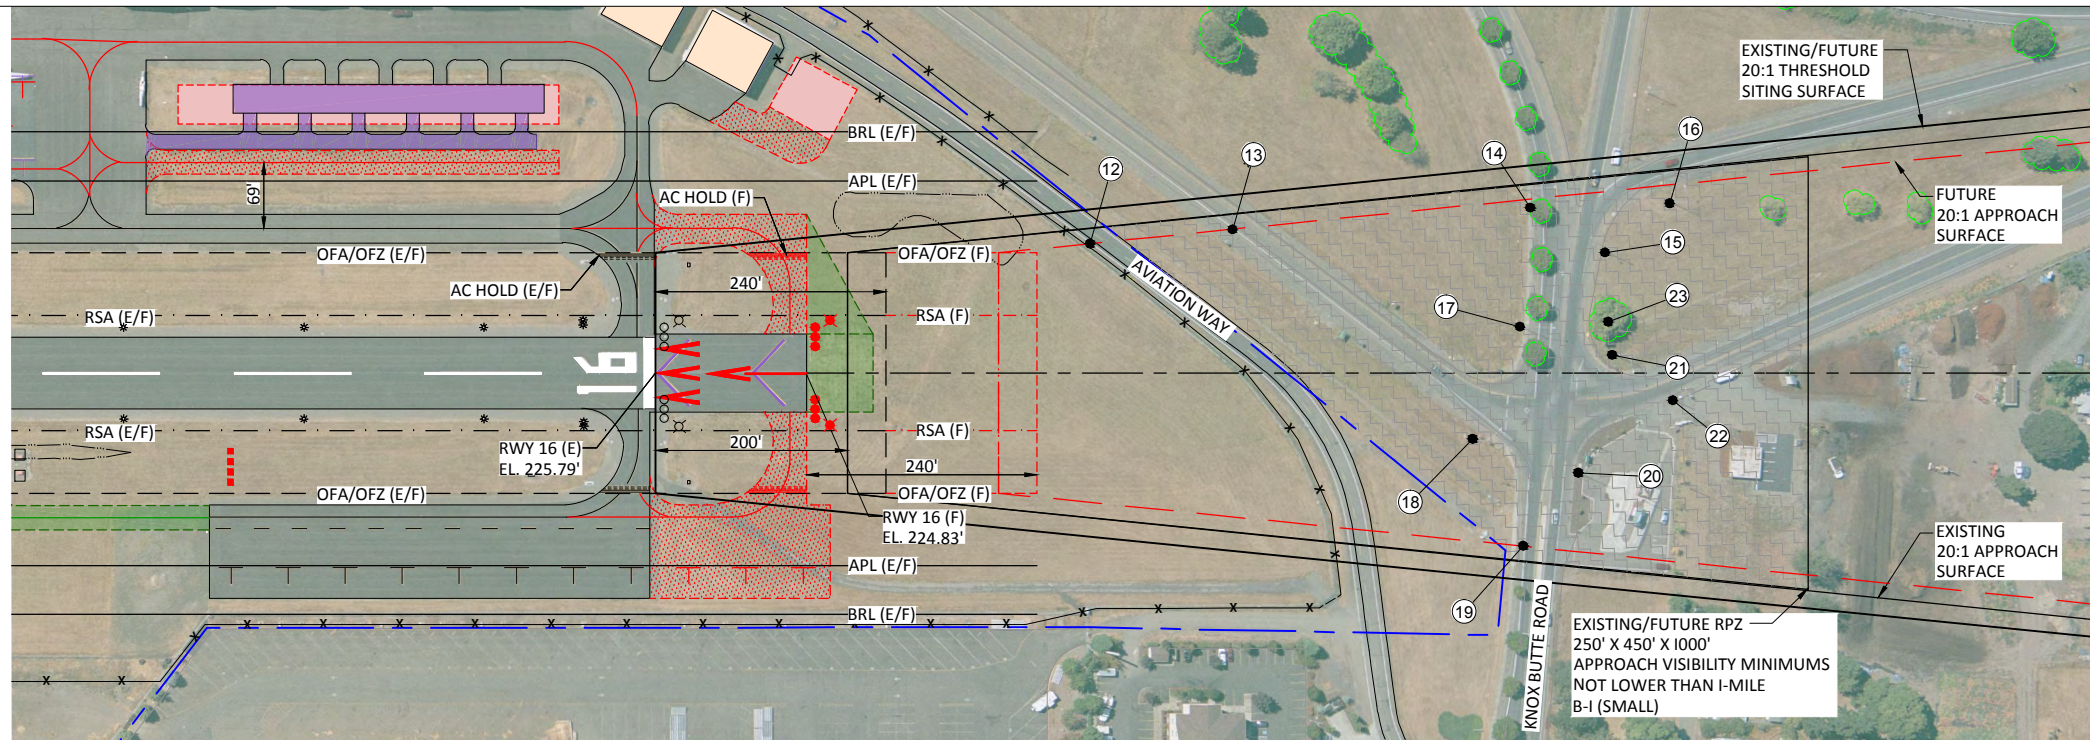 EXISTING/FUTURE
20:1 THRESHOLD
SITING SURFACE
BRL (E/F)
16
14
13
12
APL (E/F)
69'
AC HOLD (F)
FUTURE
20:1 APPROACH
SURFACE
OFA/OFZ (E/F)
OFA/OFZ (F)
15
AVIATION WAY
240'
AC HOLD (E/F)
23
RSA (E/F)
RSA (F)
17
16
21
RSA (E/F)
RSA (F)
22
RWY 16 (E)
EL. 225.79'
200'
240'
20
OFA/OFZ (E/F)
OFA/OFZ (F)
18
RWY 16 (F)
EL. 224.83'
EXISTING
20:1 APPROACH
SURFACE
APL (E/F)
19
BRL (E/F)
KNOX BUTTE ROAD
EXISTING/FUTURE RPZ
250' X 450' X I000'
APPROACH VISIBILITY MINIMUMS
NOT LOWER THAN I-MILE
B-I (SMALL)